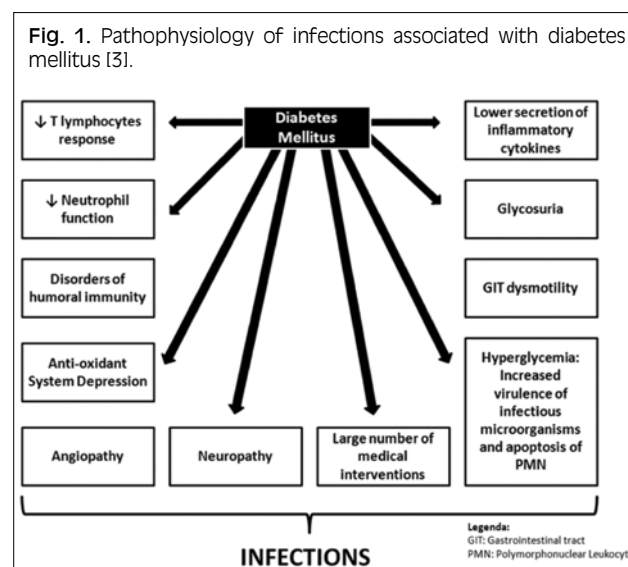 Fig. 1. Pathophysiology of infections associated with diabetes
mellitus [3].
Diabetes
Mellitus
↓ T lymphocytes
response
↓ Neutrophil
function
Disorders of
humoral immunity
Anti-oxidant
System Depression
Angiopathy
Neuropathy
Large number of
medical
interventions
Lower secretion of
inflammatory
cytokines
Glycosuria
GIT dysmotility
Hyperglycemia:
Increased
virulence of
infectious
microorganisms
and apoptosis of
PMN
INFECTIONS
Legenda:
GIT: Gastrointestinal tract
PMN: Polymorphonuclear Leukocyt